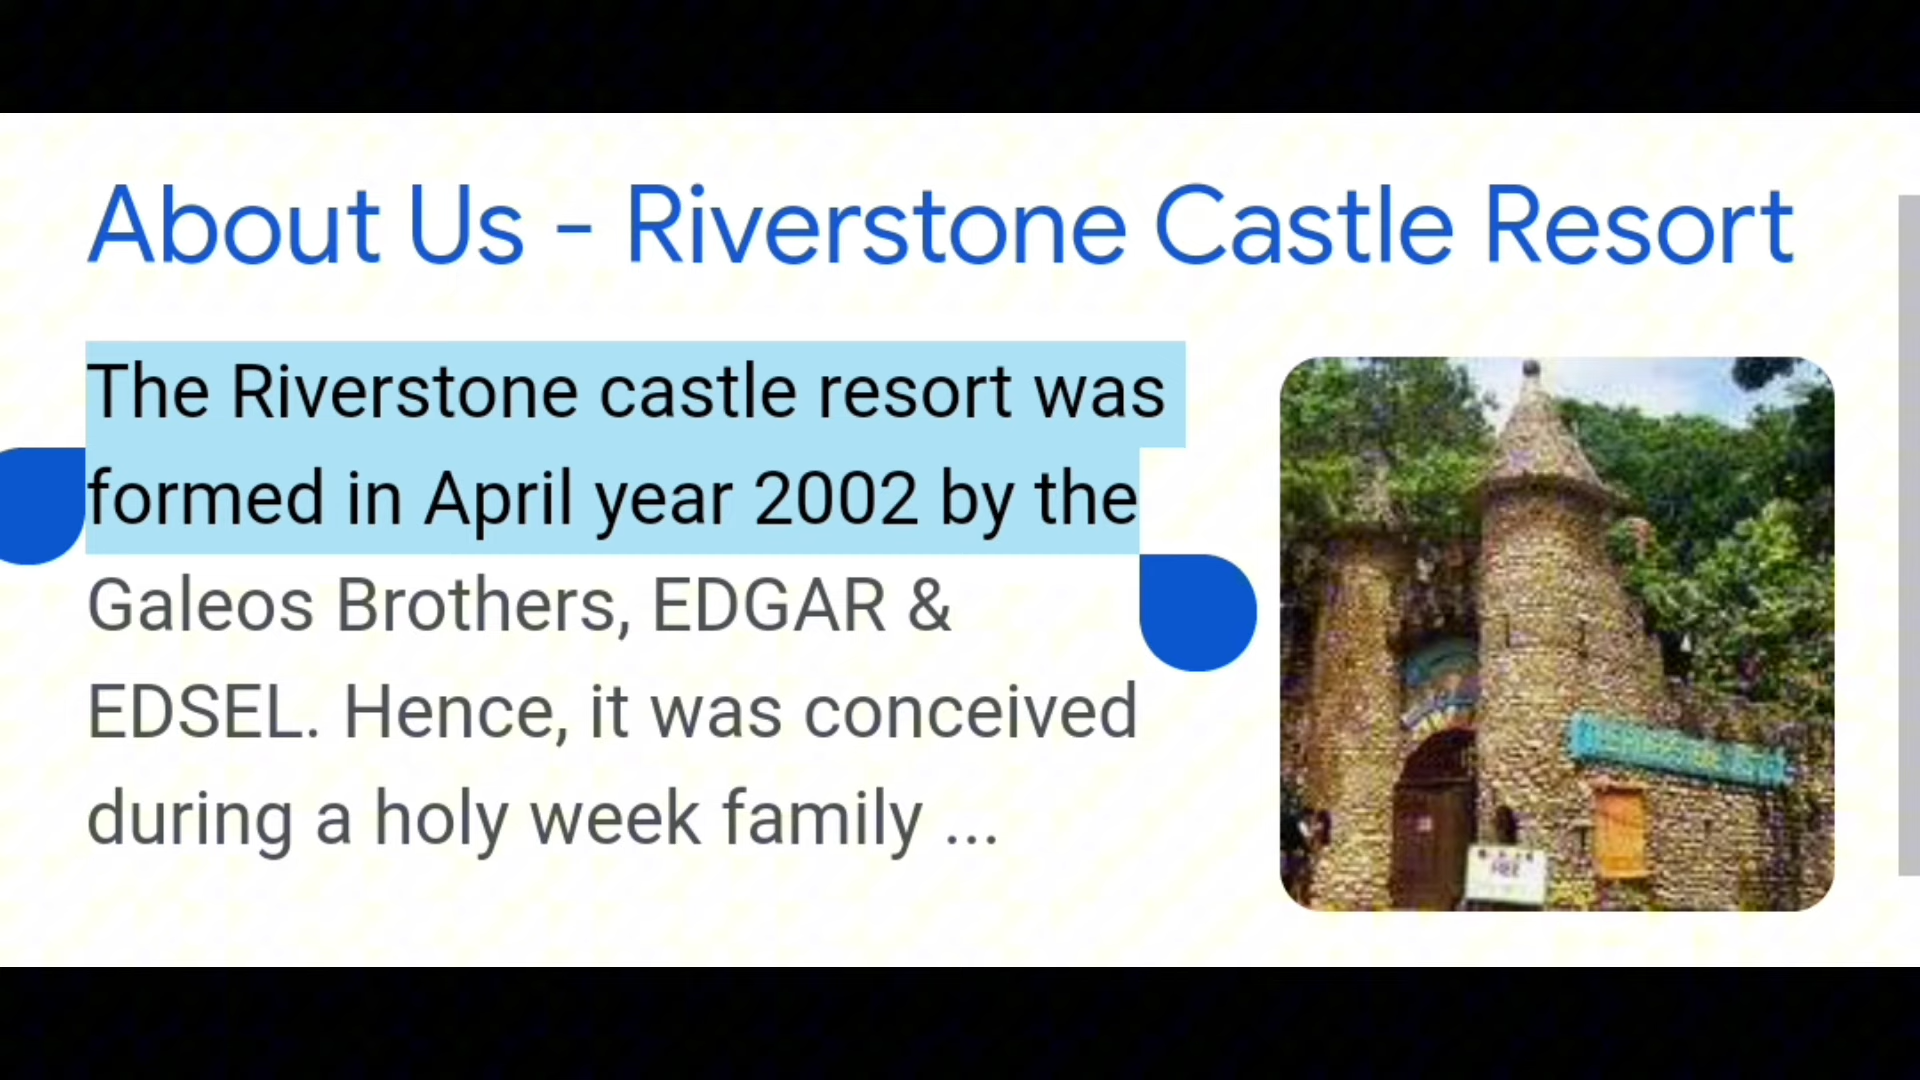 About Us - Riverstone Castle Resort
The Riverstone castle resort was
formed in April year 2002 by the
Galeos Brothers, EDGAR &
EDSEL. Hence, it was conceived
during a holy week family ...
FREE